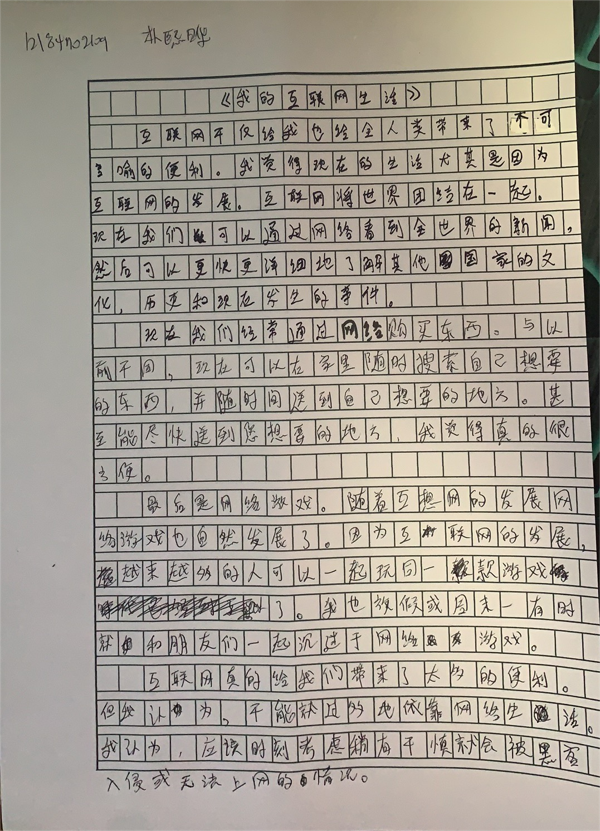 《我的互联网生活》
互联网不仅给我也给全人类带来了不可
言喻的便利。我觉得现在的生活尤其是因为
互联网的发展。互联网将世界团结在一起。
现在我们可以通过网络看到全世界的新闻，
然后可以更快更详细地了解其他国家的文
化，历史和现在发生的事件。
现在我们经常通过网络购买东西。与以
前不同，现在可以在家里随时搜索自己想要
的东西，并随时间送到自己想要的地方。甚
至能尽快送到您想要的地方，我觉得真的很
方便。
最后是网络游戏。随着互想网的发展网
络游戏也自然发展了。因为互联网的发展，
越来越多的人可以一起玩同一款游戏
了。我也放假或周末一有时
就和朋友们一起沉迷于网络游戏。
互联网真的给我们带来了太多的便利。
但我认为，不能过多地依靠网络生活。
我认为，应该时刻考虑稍有不慎就会被黑客
入侵或无法上网的情况。